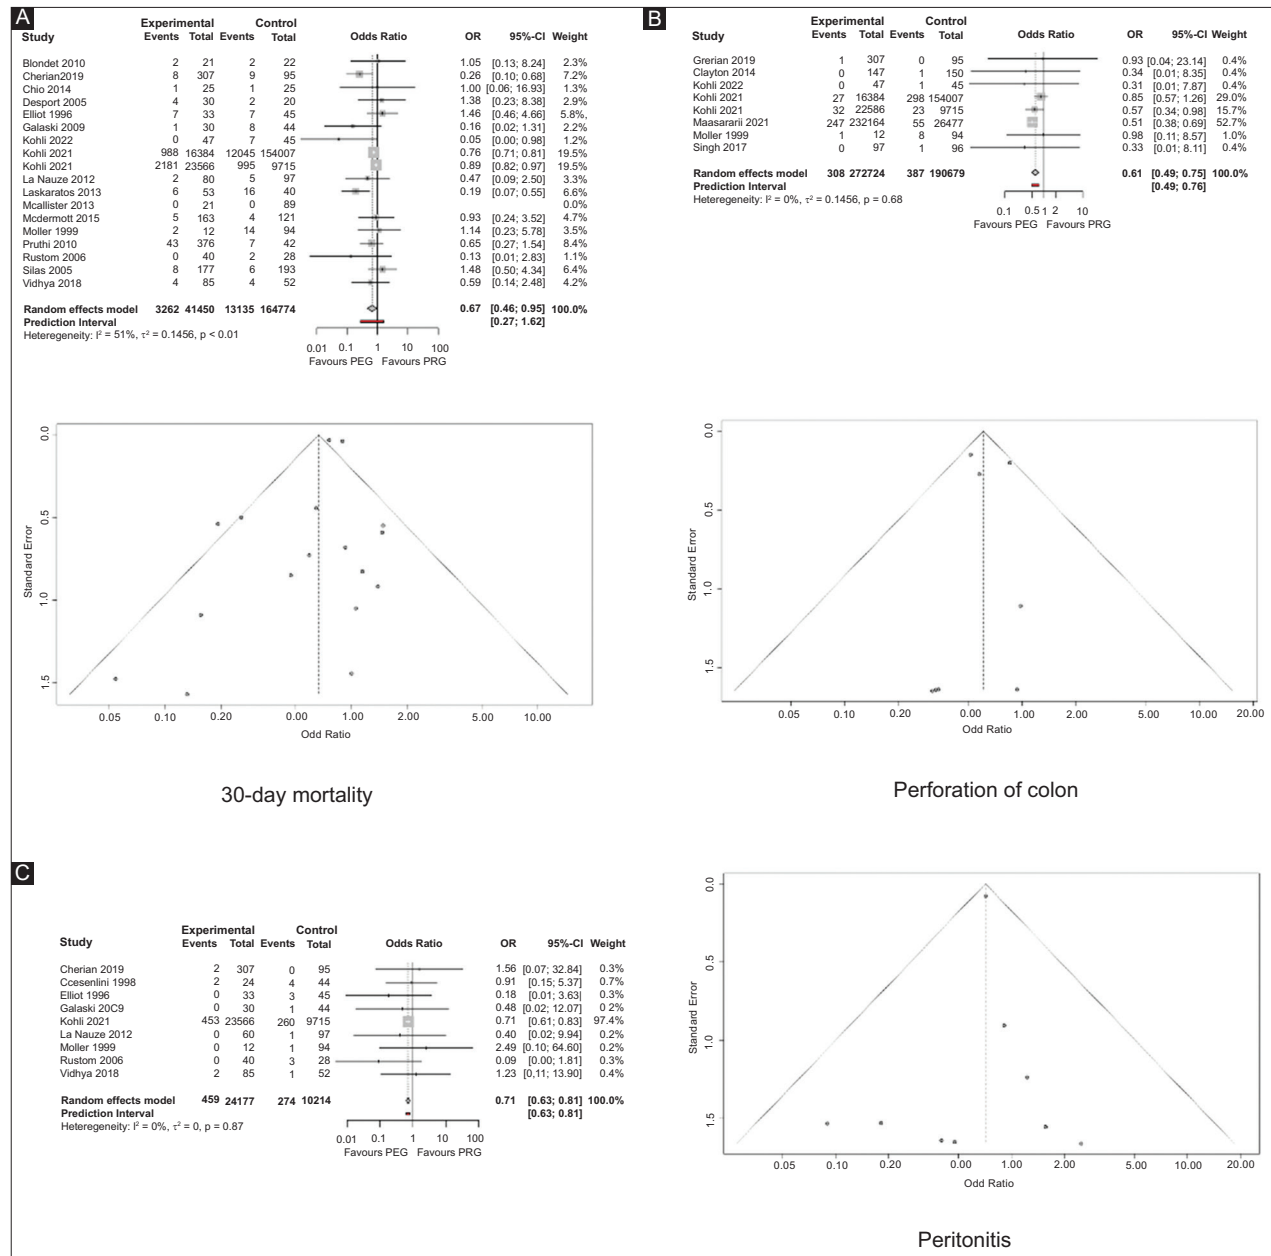 A
Experimental Control
Study Events Total Events Total Odds Ratio OR 95%-CI Weight
Blondet 2010 2 21 2 22 1.05 [0.13; 8.24] 2.3%
Cherian2019 8 307 9 95 0.26 [0.10; 0.68] 7.2%
Chio 2014 1 25 1 25 1.00 [0.06; 16.93] 1.3%
Desport 2005 4 30 2 20 1.38 [0.23; 8.38] 2.9%
Elliot 1996 7 33 7 45 1.46 [0.46; 4.66] 5.8%,
Galaski 2009 1 30 8 44 0.16 [0.02; 1.31] 2.2%
Kohli 2022 0 47 7 45 0.05 [0.00; 0.98] 1.2%
Kohli 2021 988 16384 12045 154007 0.76 [0.71; 0.81] 19.5%
Kohli 2021 2181 23566 995 9715 0.89 [0.82; 0.97] 19.5%
La Nauze 2012 2 80 5 97 0.47 [0.09; 2.50] 3.2%
Laskaratos 2013 6 53 16 40 0.19 [0.07; 0.55] 6.6%
Mcallister 2013 0 21 0 89 0.0%
Mcdermott 2015 5 163 4 121 0.93 [0.24; 3.52] 4.7%
Moller 1999 2 12 14 94 1.14 [0.23; 5.78] 3.5%
Pruthi 2010 43 376 7 42 0.65 [0.27; 1.54] 8.4%
Rustom 2006 0 40 2 28 0.13 [0.01; 2.83] 1.1%
Silas 2005 8 177 6 193 1.48 [0.50; 4.34] 6.4%
Vidhya 2018 4 85 4 52 0.59 [0.14; 2.48] 4.2%
Random effects model 3262 41450 13135 164774 0.67 [0.46; 0.95] 100.0%
Prediction Interval [0.27; 1.62]
Heteregeneity: I² = 51%, τ² = 0.1456, p < 0.01
0.01 0.1 1 10 100
Favours PEG Favours PRG
B
Experimental Control
Study Events Total Events Total Odds Ratio OR 95%-CI Weight
Grerian 2019 1 307 0 95 0.93 [0.04; 23.14] 0.4%
Clayton 2014 0 147 1 150 0.34 [0.01; 8.35] 0.4%
Kohli 2022 0 47 1 45 0.31 [0.01; 7.87] 0.4%
Kohli 2021 27 16384 298 154007 0.85 [0.57; 1.26] 29.0%
Kohli 2021 32 22586 23 9715 0.57 [0.34; 0.98] 15.7%
Maasararii 2021 247 232164 55 26477 0.51 [0.38; 0.69] 52.7%
Moller 1999 1 12 8 94 0.98 [0.11; 8.57] 1.0%
Singh 2017 0 97 1 96 0.33 [0.01; 8.11] 0.4%
Random effects model 308 272724 387 190679 0.61 [0.49; 0.75] 100.0%
Prediction Interval [0.49; 0.76]
Heteregeneity: I² = 0%, τ² = 0.1456, p = 0.68
0.1 0.5 1 2 10
Favours PEG Favours PRG
0.0
0.5
1.0
1.5
Standard Error
0.05 0.10 0.20 0.00 1.00 2.00 5.00 10.00
Odd Ratio
30-day mortality
0.0
0.5
1.0
1.5
Standard Error
0.05 0.10 0.20 0.00 1.00 2.00 5.00 10.00 20.00
Odd Ratio
Perforation of colon
C
Experimental Control
Study Events Total Events Total Odds Ratio OR 95%-CI Weight
Cherian 2019 2 307 0 95 1.56 [0.07; 32.84] 0.3%
Ccesenlini 1998 2 24 4 44 0.91 [0.15; 5.37] 0.7%
Elliot 1996 0 33 3 45 0.18 [0.01; 3.63| 0.3%
Galaski 20C9 0 30 1 44 0.48 [0.02; 12.07] 0 2%
Kohli 2021 453 23566 260 9715 0.71 [0.61; 0.83] 97.4%
La Nauze 2012 0 60 1 97 0.40 [0.02; 9.94] 0.2%
Moller 1999 0 12 1 94 2.49 [0.10; 64.60] 0.2%
Rustom 2006 0 40 3 28 0.09 [0.00; 1.81] 0.3%
Vidhya 2018 2 85 1 52 1.23 [0,11; 13.90] 0.4%
Random effects model 459 24177 274 10214 0.71 [0.63; 0.81] 100.0%
Prediction Interval [0.63; 0.81]
Heteregeneity: I² = 0%, τ² = 0, p = 0.87
0.01 0.1 1 10 100
Favours PEG Favours PRG
0.0
0.5
1.0
1.5
Standard Error
0.05 0.10 0.20 0.00 1.00 2.00 5.00 10.00 20.00
Odd Ratio
Peritonitis